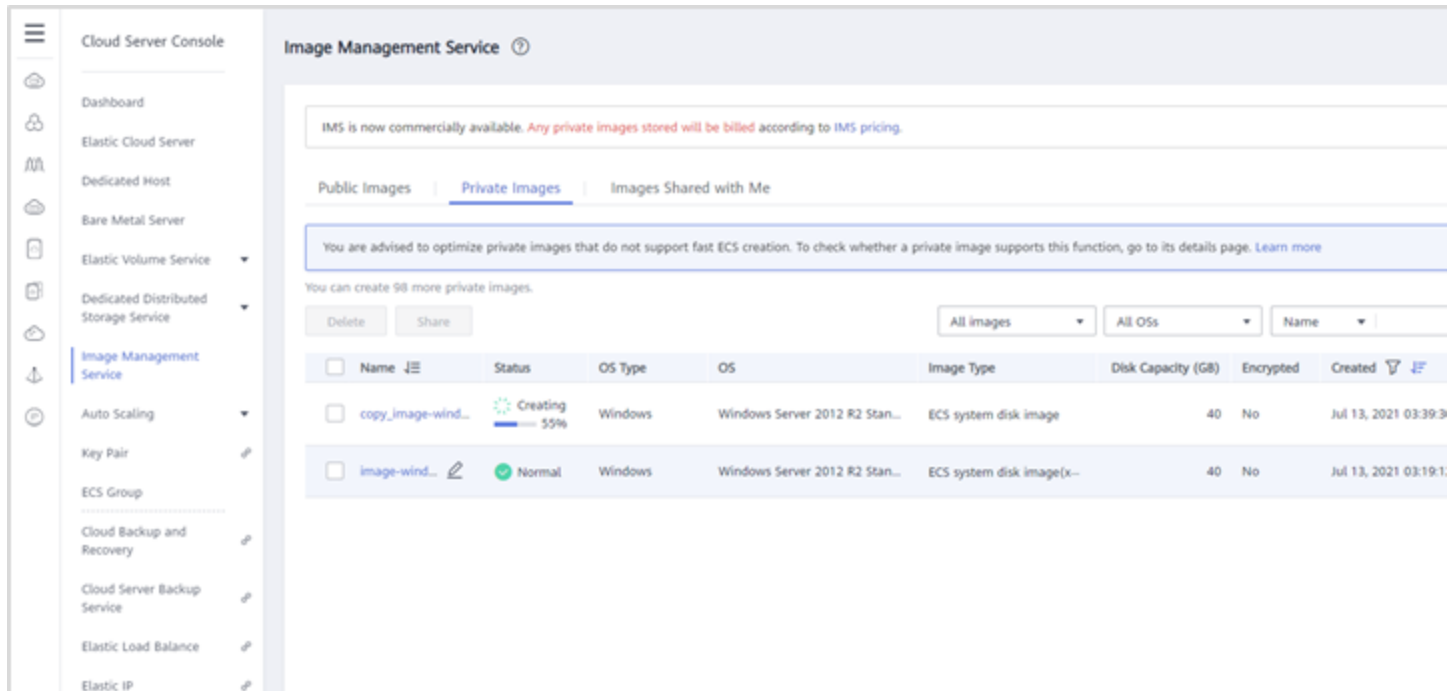 Cloud Server Console
Dashboard
Elastic Cloud Server
Dedicated Host
Bare Metal Server
Elastic Volume Service
Dedicated Distributed
Storage Service
Image Management
Service
Auto Scaling
Key Pair
ECS Group
Cloud Backup and
Recovery
Cloud Server Backup
Service
Elastic Load Balance
Elastic IP
Image Management Service ?
IMS is now commercially available. Any private images stored will be billed according to IMS pricing.
Public Images Private Images Images Shared with Me
You are advised to optimize private images that do not support fast ECS creation. To check whether a private image supports this function, go to its details page. Learn more
You can create 98 more private images.
Delete Share All images All OSs Name
Name Status OS Type OS Image Type Disk Capacity (GB) Encrypted Created
copy_image-wind... Creating 55% Windows Windows Server 2012 R2 Stan... ECS system disk image 40 No Jul 13, 2021 03:39:3
image-wind... Normal Windows Windows Server 2012 R2 Stan... ECS system disk image(x-- 40 No Jul 13, 2021 03:19:1